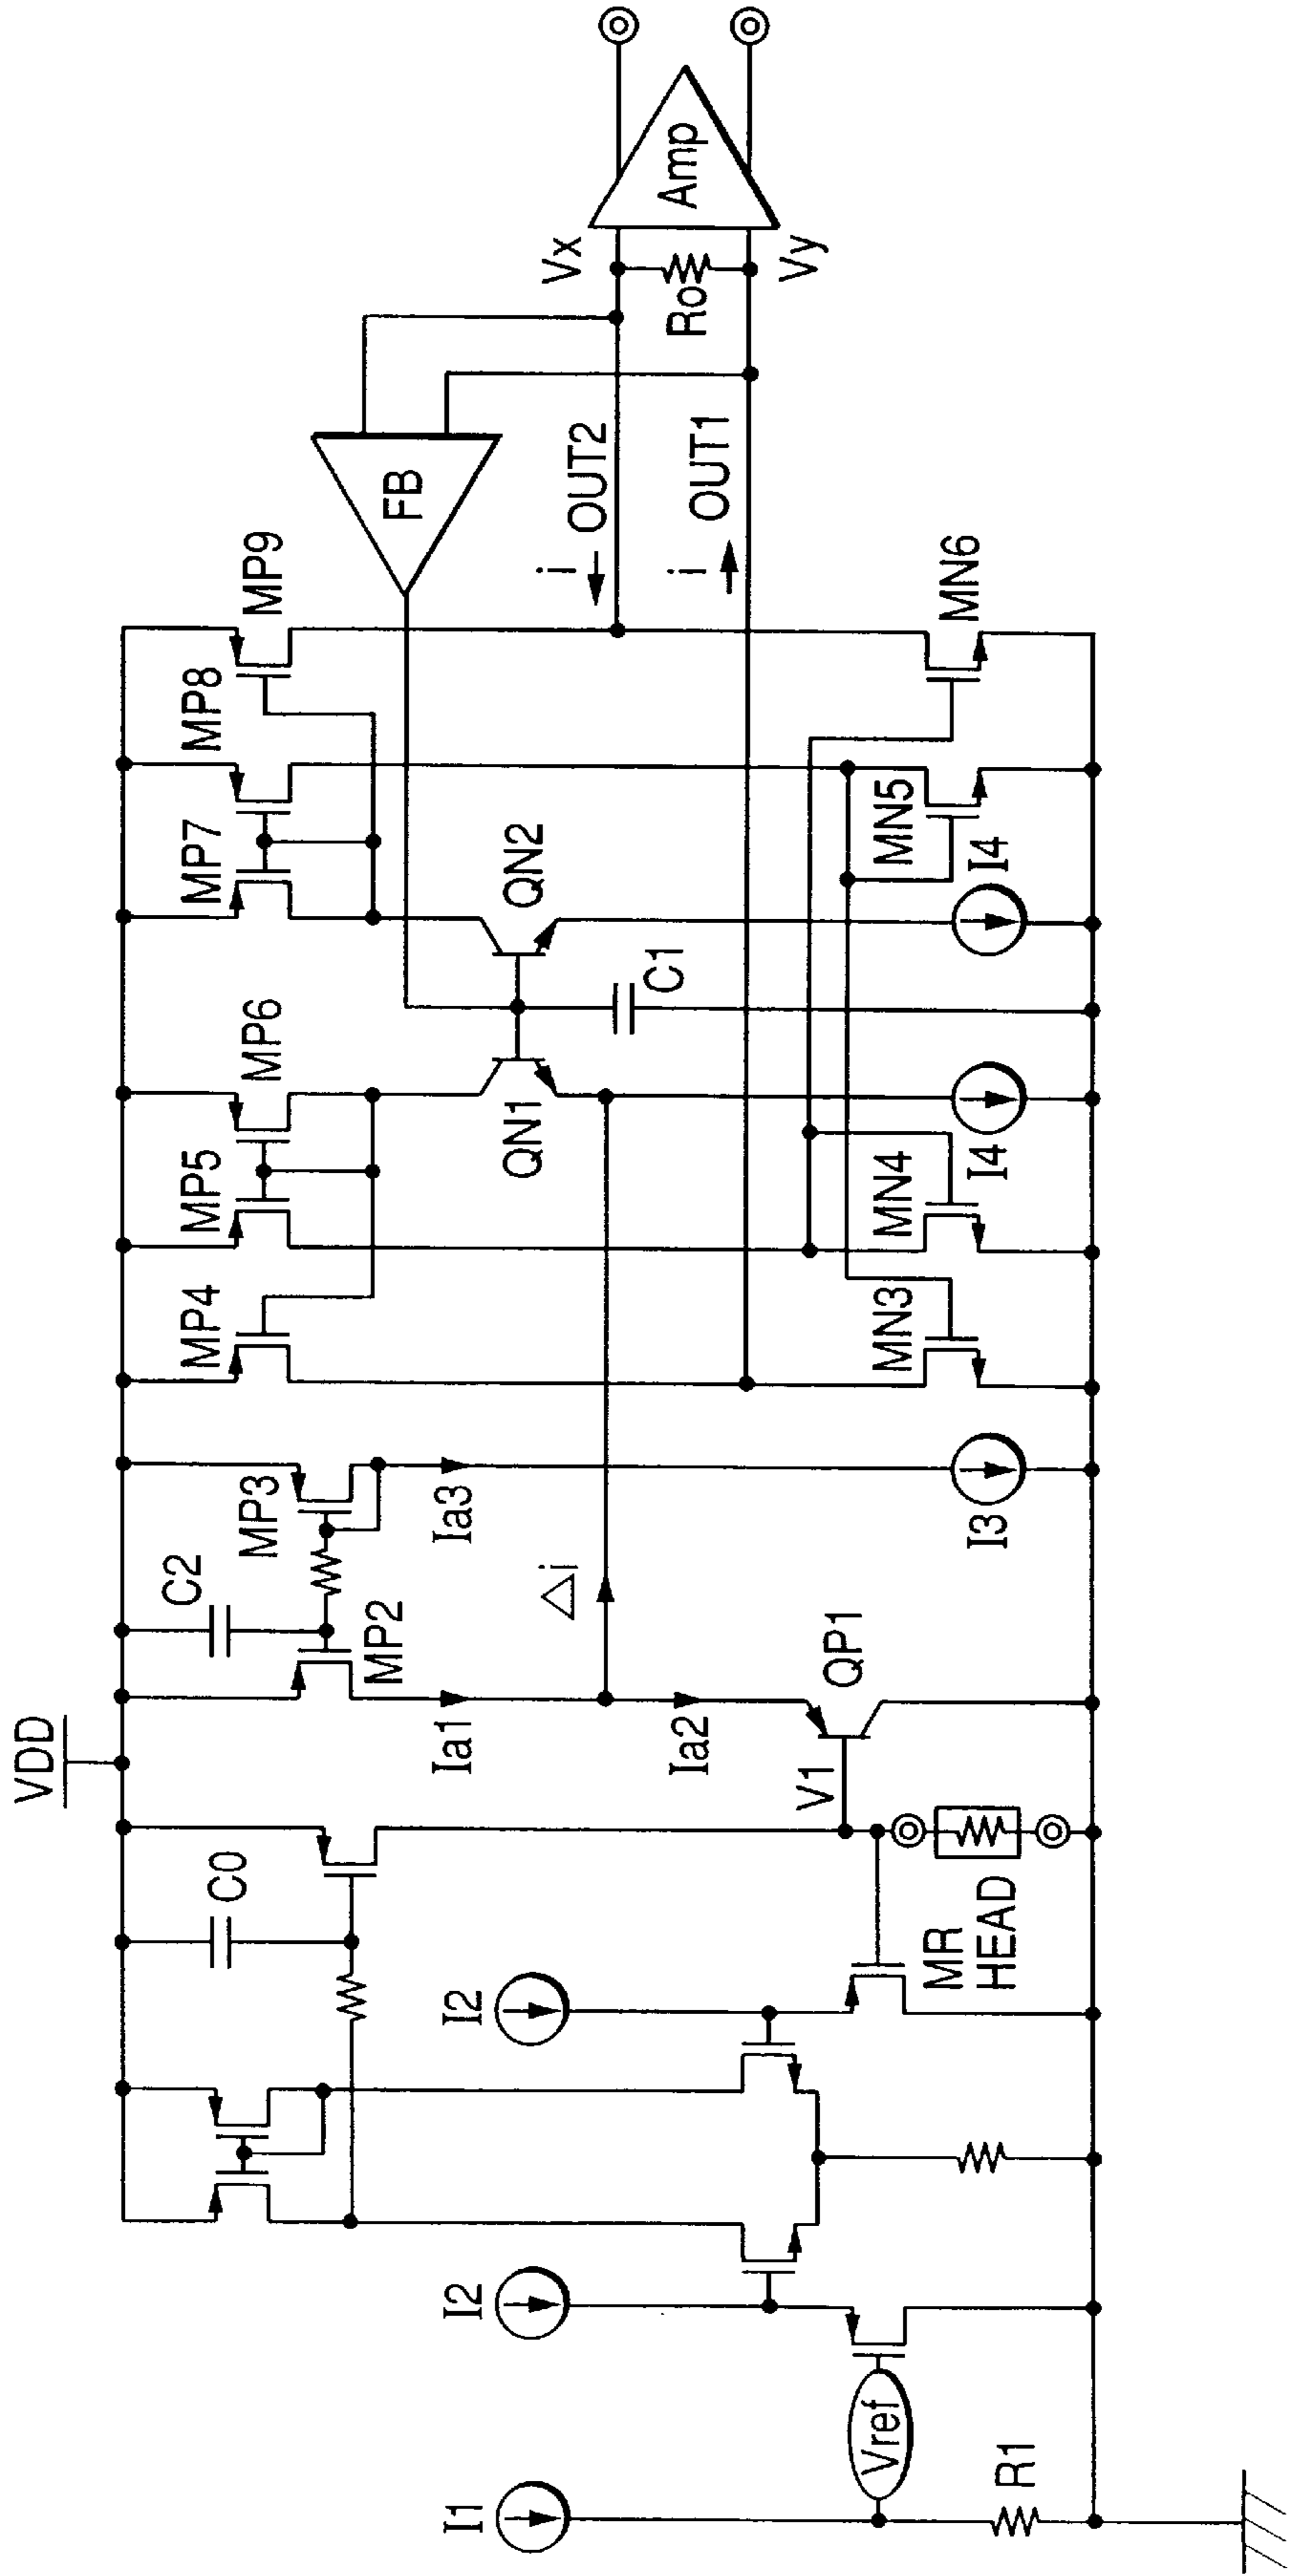 VDD
C0
C2
MP2
MP3
MP4
MP5
MP6
MP7
MP8
MP9
FB
Vx
Vy
Ro
Amp
I1
I2
I2
Ia1
Ia3
△i
QN1
QN2
C1
i
OUT2
i
OUT1
Vref
R1
V1
MR
HEAD
Ia2
QP1
I3
MN3
MN4
I4
MN5
I4
MN6